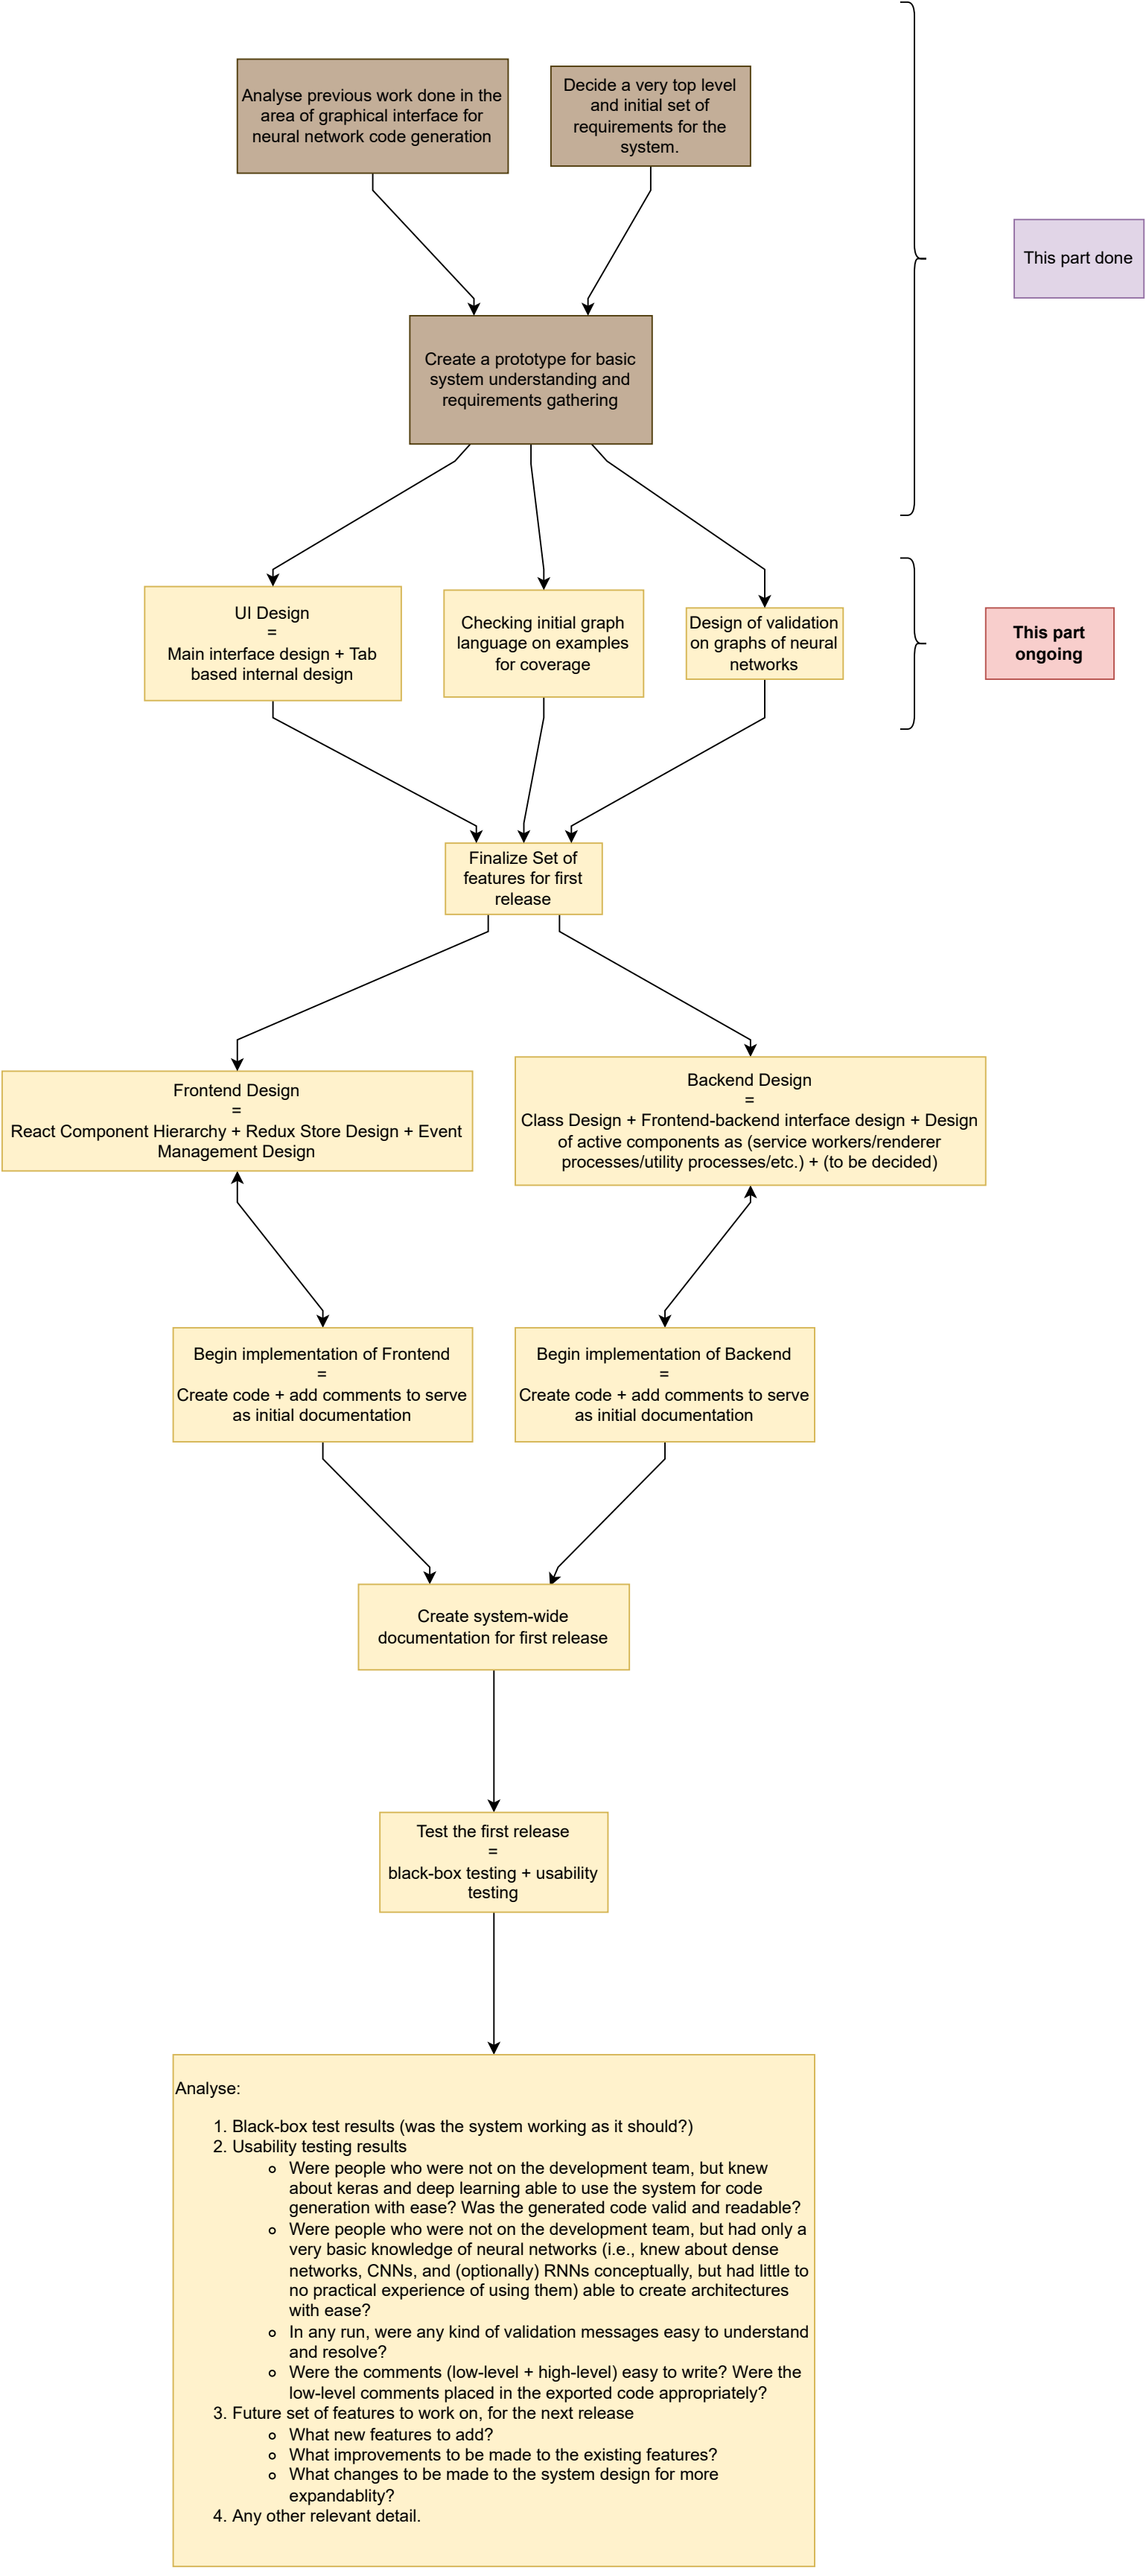 Analyse previous work done in the
area of graphical interface for
neural network code generation
Decide a very top level
and initial set of
requirements for the
system.
This part done
Create a prototype for basic
system understanding and
requirements gathering
UI Design
=
Main interface design + Tab
based internal design
Checking initial graph
language on examples
for coverage
Design of validation
on graphs of neural
networks
This part
ongoing
Finalize Set of
features for first
release
Frontend Design
=
React Component Hierarchy + Redux Store Design + Event
Management Design
Backend Design
=
Class Design + Frontend-backend interface design + Design
of active components as (service workers/renderer
processes/utility processes/etc.) + (to be decided)
Begin implementation of Frontend
=
Create code + add comments to serve
as initial documentation
Begin implementation of Backend
=
Create code + add comments to serve
as initial documentation
Create system-wide
documentation for first release
Test the first release
=
black-box testing + usability
testing
Analyse:
1. Black-box test results (was the system working as it should?)
2. Usability testing results
Were people who were not on the development team, but knew
about keras and deep learning able to use the system for code
generation with ease? Was the generated code valid and readable?
Were people who were not on the development team, but had only a
very basic knowledge of neural networks (i.e., knew about dense
networks, CNNs, and (optionally) RNNs conceptually, but had little to
no practical experience of using them) able to create architectures
with ease?
In any run, were any kind of validation messages easy to understand
and resolve?
Were the comments (low-level + high-level) easy to write? Were the
low-level comments placed in the exported code appropriately?
3. Future set of features to work on, for the next release
What new features to add?
What improvements to be made to the existing features?
What changes to be made to the system design for more
expandablity?
4. Any other relevant detail.